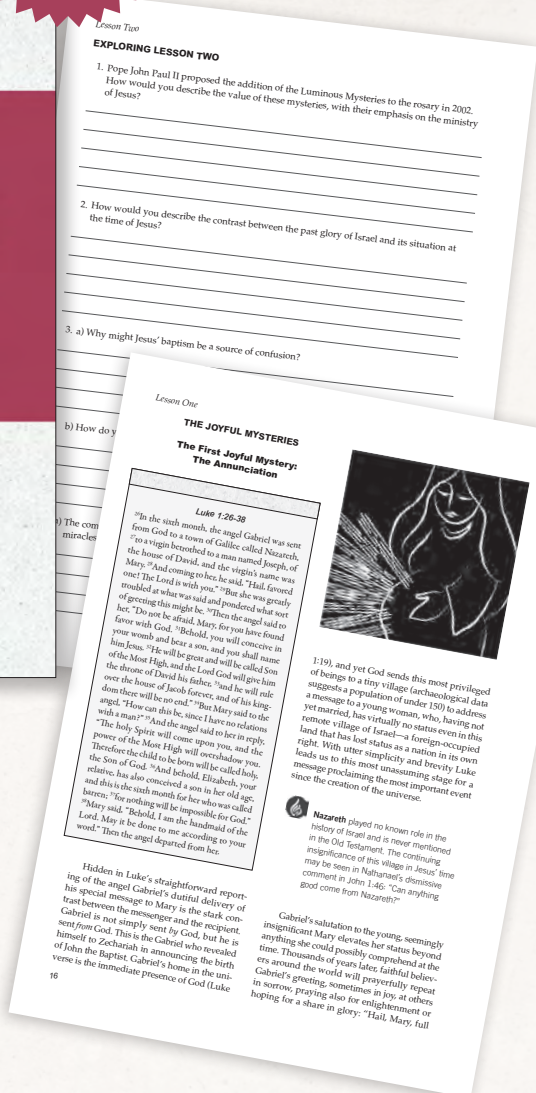 Lesson Two
EXPLORING LESSON TWO
1. Pope John Paul II proposed the addition of the Luminous Mysteries to the rosary in 2002.
How would you describe the value of these mysteries, with their emphasis on the ministry
of Jesus?
2. How would you describe the contrast between the past glory of Israel and its situation at
the time of Jesus?
3. a) Why might Jesus’ baptism be a source of confusion?
b) How do y
) The com
miracles
Lesson One
THE JOYFUL MYSTERIES
The First Joyful Mystery:
The Annunciation
Luke 1:26-38
26In the sixth month, the angel Gabriel was sent
from God to a town of Galilee called Nazareth,
27to a virgin betrothed to a man named Joseph, of
the house of David, and the virgin’s name was
Mary. 28And coming to her, he said, “Hail, favored
one! The Lord is with you.” 29But she was greatly
troubled at what was said and pondered what sort
of greeting this might be. 30Then the angel said to
her, “Do not be afraid, Mary, for you have found
favor with God. 31Behold, you will conceive in
your womb and bear a son, and you shall name
him Jesus. 32He will be great and will be called Son
of the Most High, and the Lord God will give him
the throne of David his father, 33and he will rule
over the house of Jacob forever, and of his king-
dom there will be no end.” 34But Mary said to the
angel, “How can this be, since I have no relations
with a man?” 35And the angel said to her in reply,
“The holy Spirit will come upon you, and the
power of the Most High will overshadow you.
Therefore the child to be born will be called holy,
the Son of God. 36And behold, Elizabeth, your
relative, has also conceived a son in her old age,
and this is the sixth month for her who was called
barren; 37for nothing will be impossible for God.”
38Mary said, “Behold, I am the handmaid of the
Lord. May it be done to me according to your
word.” Then the angel departed from her.
Hidden in Luke’s straightforward report-
ing of the angel Gabriel’s dutiful delivery of
his special message to Mary is the stark con-
trast between the messenger and the recipient.
Gabriel is not simply sent by God, but he is
sent from God. This is the Gabriel who revealed
himself to Zechariah in announcing the birth
of John the Baptist. Gabriel’s home in the uni-
verse is the immediate presence of God (Luke
16
1:19), and yet God sends this most privileged
of beings to a tiny village (archaeological data
suggests a population of under 150) to address
a message to a young woman, who, having not
yet married, has virtually no status even in this
remote village of Israel—a foreign-occupied
land that has lost status as a nation in its own
right. With utter simplicity and brevity Luke
leads us to this most unassuming stage for a
message proclaiming the most important event
since the creation of the universe.
Nazareth played no known role in the
history of Israel and is never mentioned
in the Old Testament. The continuing
insignificance of this village in Jesus’ time
may be seen in Nathanael’s dismissive
comment in John 1:46: “Can anything
good come from Nazareth?”
Gabriel’s salutation to the young, seemingly
insignificant Mary elevates her status beyond
anything she could possibly comprehend at the
time. Thousands of years later, faithful believ-
ers around the world will prayerfully repeat
Gabriel’s greeting, sometimes in joy, at others
in sorrow, praying also for enlightenment or
hoping for a share in glory: “Hail, Mary, full